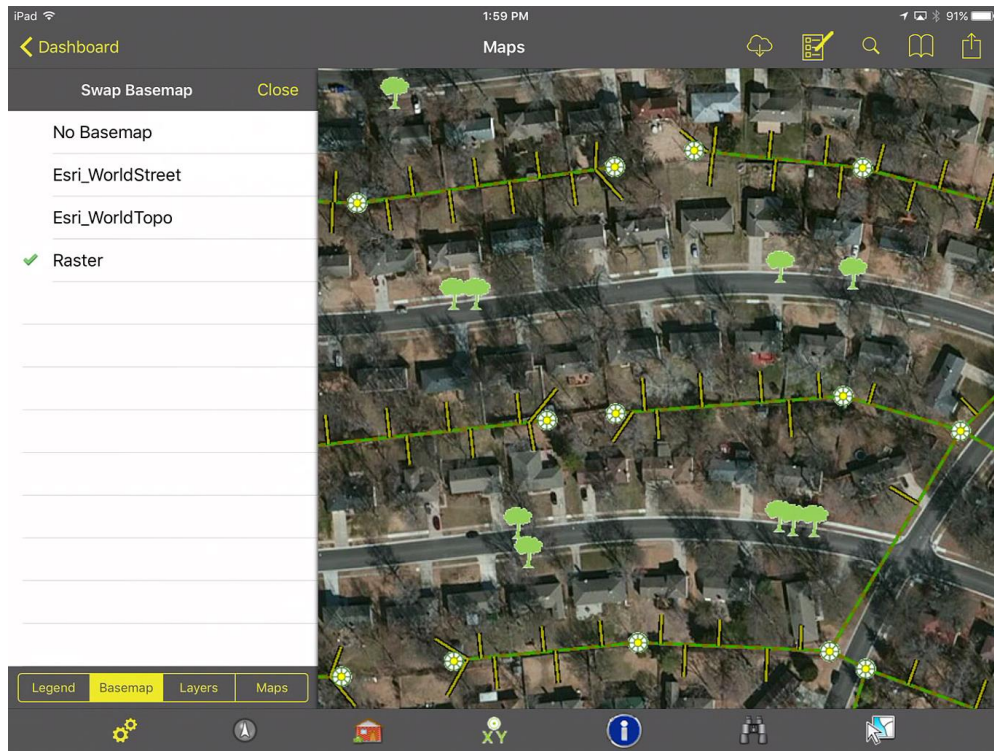 iPad 1:59 PM 91%
Dashboard Maps
Swap Basemap Close
No Basemap
Esri_WorldStreet
Esri_WorldTopo
Raster
Legend Basemap Layers Maps
XY
i